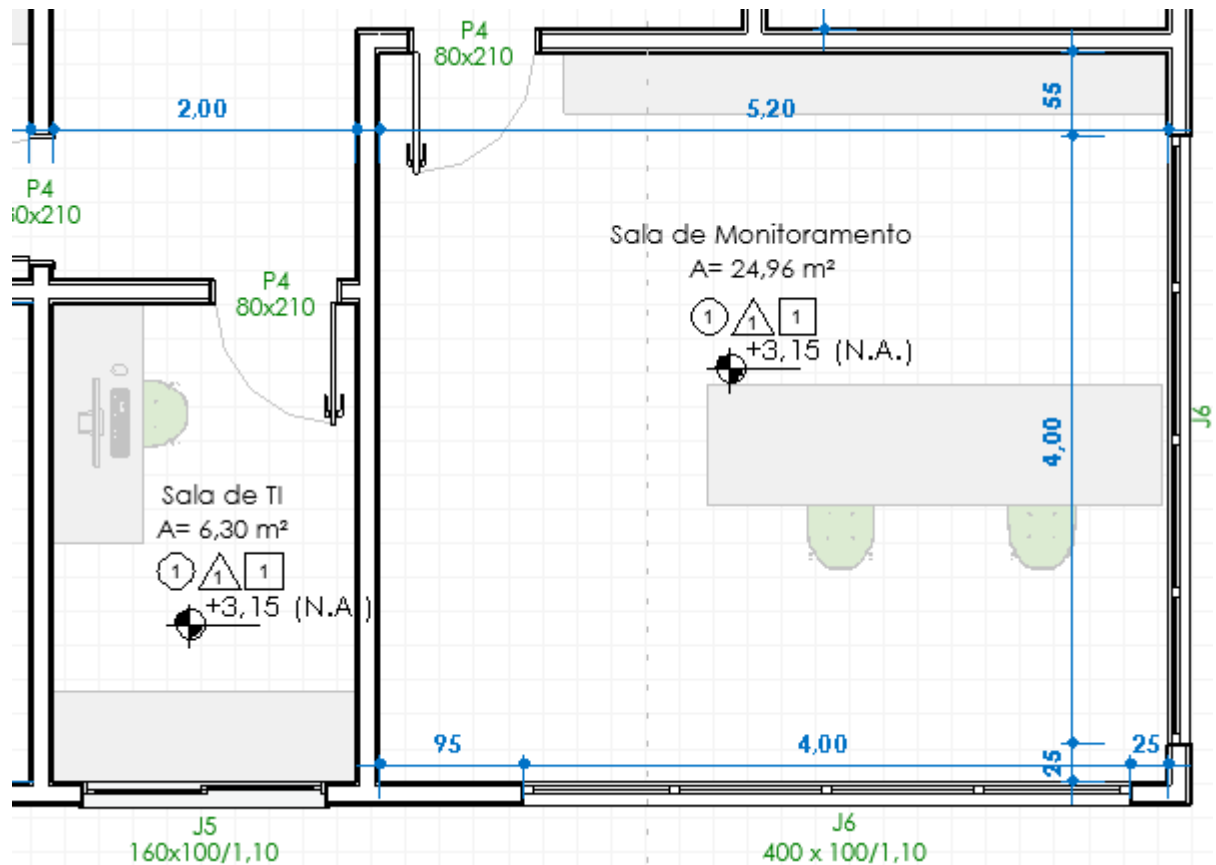 P4
80x210
2,00
5,20
55
P4
80x210
P4
80x210
Sala de Monitoramento
A= 24,96 m²
1 1 1
+3,15 (N.A.)
J6
4,00
Sala de TI
A= 6,30 m²
1 1 1
+3,15 (N.A.)
95
4,00
25
25
J5
160x100/1,10
J6
400 x 100/1,10